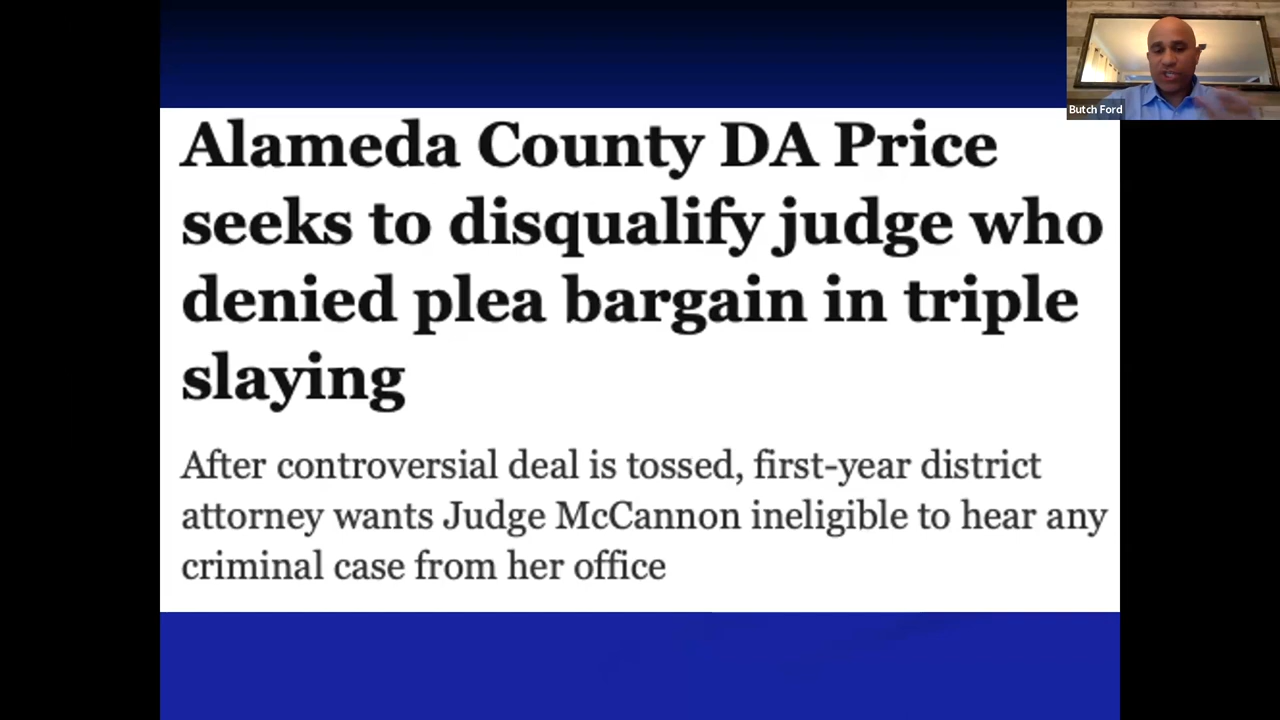 Alameda County DA Price
seeks to disqualify judge who
denied plea bargain in triple
slaying
After controversial deal is tossed, first-year district
attorney wants Judge McCannon ineligible to hear any
criminal case from her office
Butch Ford